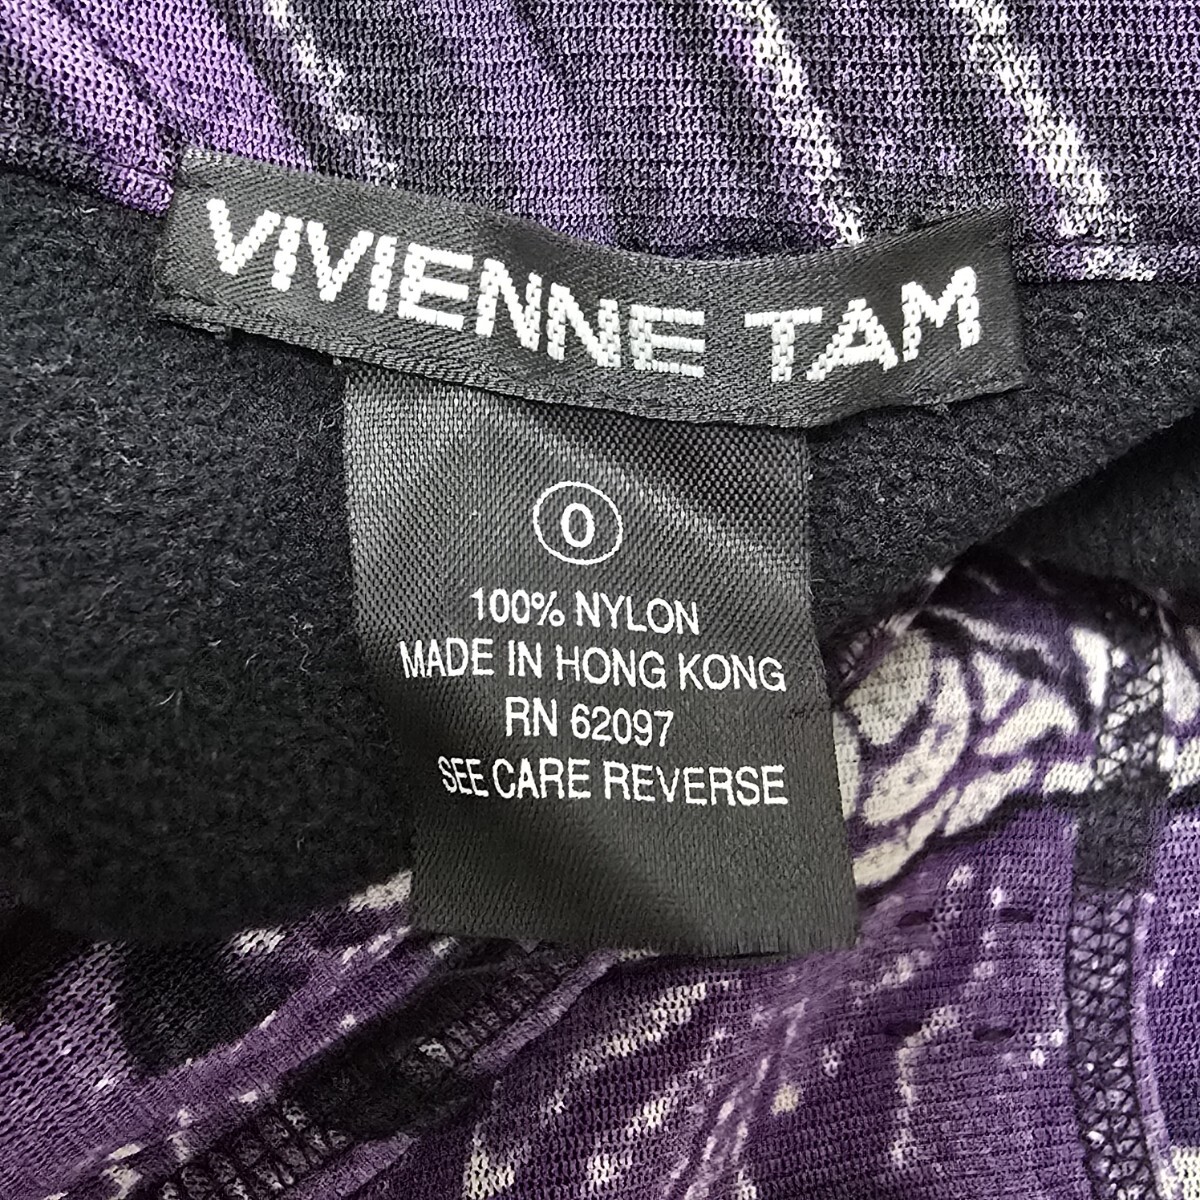 VIVIENNE TAM
0
100% NYLON
MADE IN HONG KONG
RN 62097
SEE CARE REVERSE